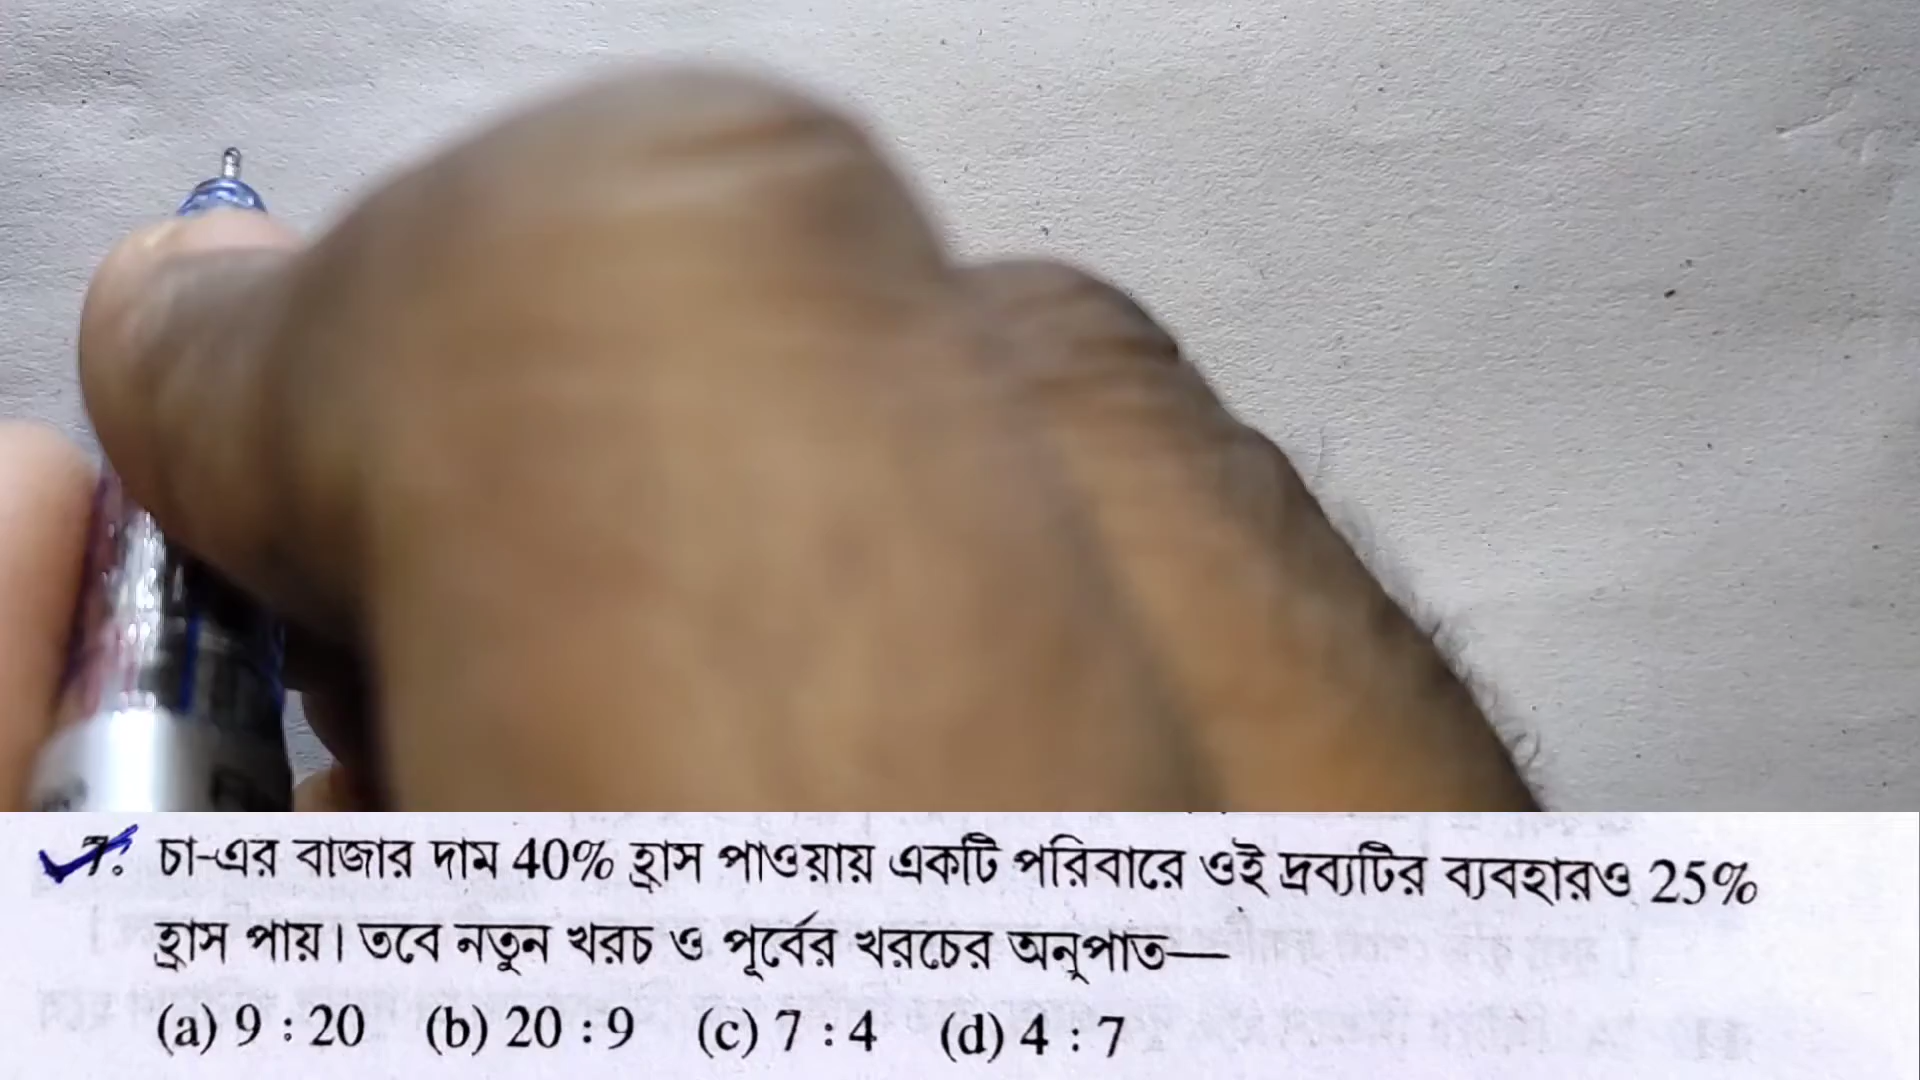 7. চা-এর বাজার দাম 40% হ্রাস পাওয়ায় একটি পরিবারে ওই দ্রব্যটির ব্যবহারও 25%
হ্রাস পায়। তবে নতুন খরচ ও পূর্বের খরচের অনুপাত—
(a) 9 : 20 (b) 20 : 9 (c) 7 : 4 (d) 4 : 7